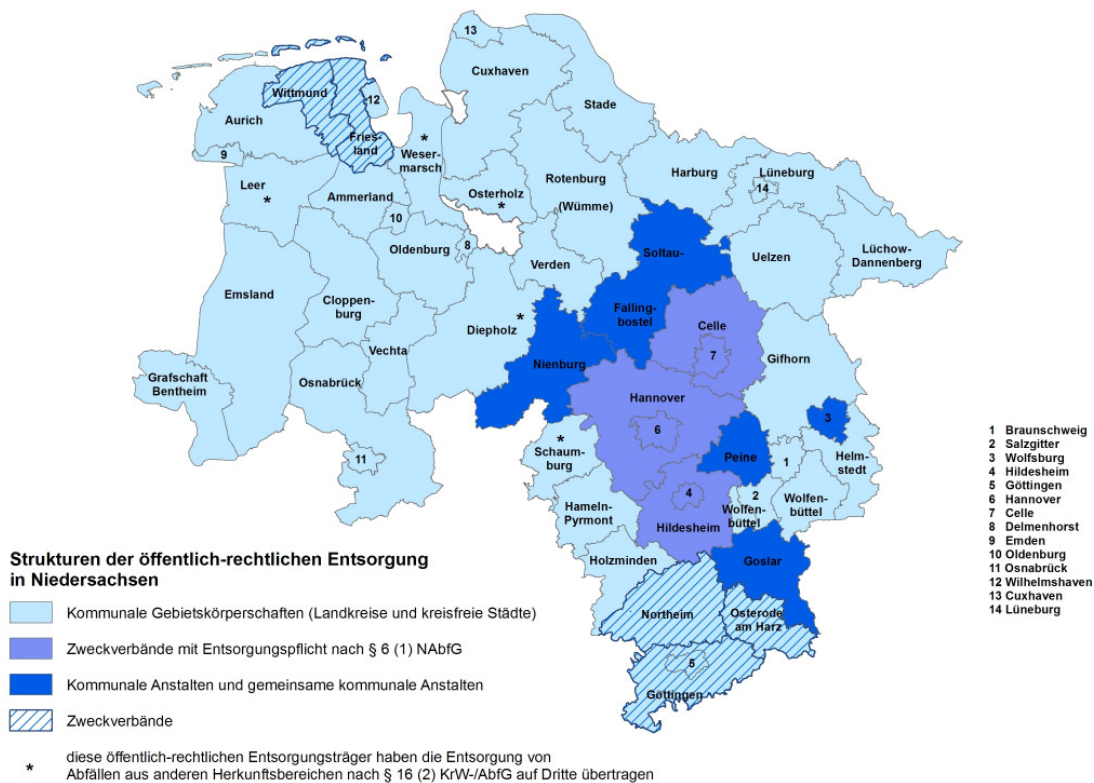 13
Cuxhaven
Stade
Wittmund
12
Aurich
Fries-
land
*
Weser-
marsch
9
Leer
*
Ammerland
10
Oldenburg
8
Osterholz
*
Rotenburg
(Wümme)
Harburg
Lüneburg
14
Verden
Soltau-
Uelzen
Lüchow-
Dannenberg
Emsland
Cloppen-
burg
Vechta
Diepholz
*
Falling-
bostel
Celle
7
Gifhorn
Nienburg
Grafschaft
Bentheim
Osnabrück
11
Hannover
6
3
*
Schaum-
burg
Peine
1
Helm-
stedt
Hameln-
Pyrmont
4
Hildesheim
2
Wolfen-
büttel
Wolfen-
büttel
Holzminden
Goslar
Northeim
Osterode
am Harz
5
Göttingen
1 Braunschweig
2 Salzgitter
3 Wolfsburg
4 Hildesheim
5 Göttingen
6 Hannover
7 Celle
8 Delmenhorst
9 Emden
10 Oldenburg
11 Osnabrück
12 Wilhelmshaven
13 Cuxhaven
14 Lüneburg
Strukturen der öffentlich-rechtlichen Entsorgung
in Niedersachsen
Kommunale Gebietskörperschaften (Landkreise und kreisfreie Städte)
Zweckverbände mit Entsorgungspflicht nach § 6 (1) NAbfG
Kommunale Anstalten und gemeinsame kommunale Anstalten
Zweckverbände
* diese öffentlich-rechtlichen Entsorgungsträger haben die Entsorgung von
Abfällen aus anderen Herkunftsbereichen nach § 16 (2) KrW-/AbfG auf Dritte übertragen